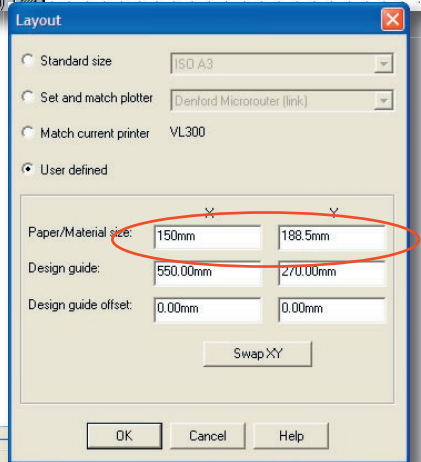 Layout
Standard size ISO A3
Set and match plotter Denford Microrouter (link)
Match current printer VL300
User defined
X Y
Paper/Material size: 150mm 188.5mm
Design guide: 550.00mm 270.00mm
Design guide offset: 0.00mm 0.00mm
Swap XY
OK Cancel Help